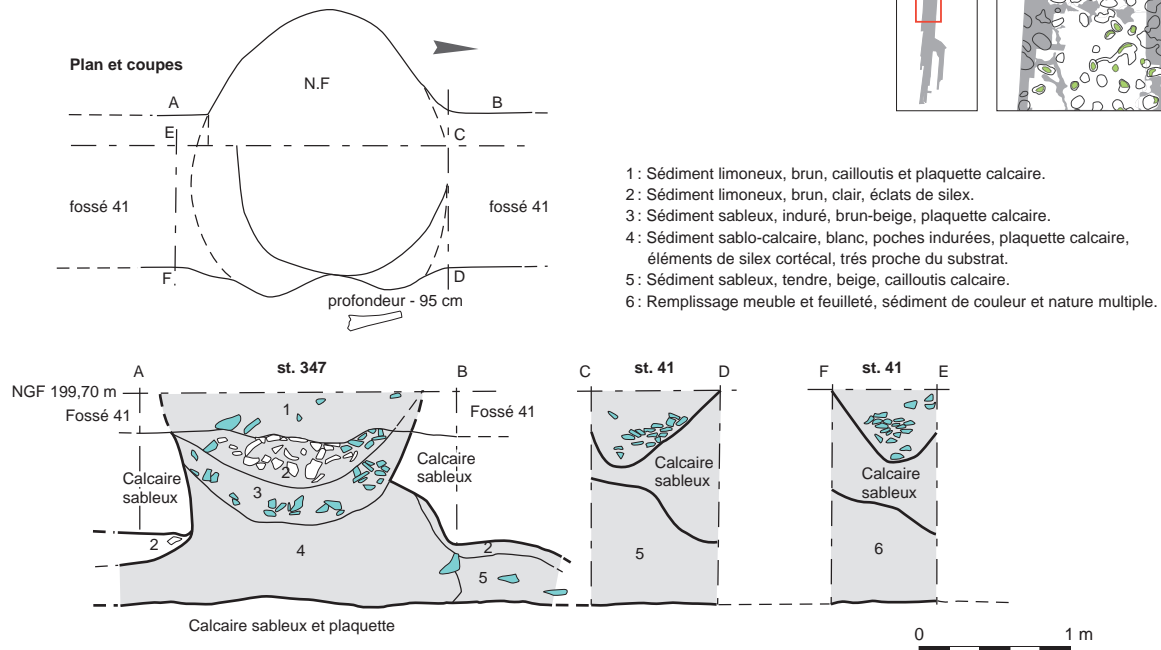 Plan et coupes
N.F
A
B
E
C
fossé 41
fossé 41
F
D
profondeur - 95 cm
1 : Sédiment limoneux, brun, cailloutis et plaquette calcaire.
2 : Sédiment limoneux, brun, clair, éclats de silex.
3 : Sédiment sableux, induré, brun-beige, plaquette calcaire.
4 : Sédiment sablo-calcaire, blanc, poches indurées, plaquette calcaire,
éléments de silex cortécal, trés proche du substrat.
5 : Sédiment sableux, tendre, beige, cailloutis calcaire.
6 : Remplissage meuble et feuilleté, sédiment de couleur et nature multiple.
A
st. 347
B
C
st. 41
D
F
st. 41
E
NGF 199,70 m
Fossé 41
1
Fossé 41
2
3
Calcaire
sableux
Calcaire
sableux
Calcaire
sableux
Calcaire
sableux
2
4
2
5
5
6
Calcaire sableux et plaquette
0
1 m